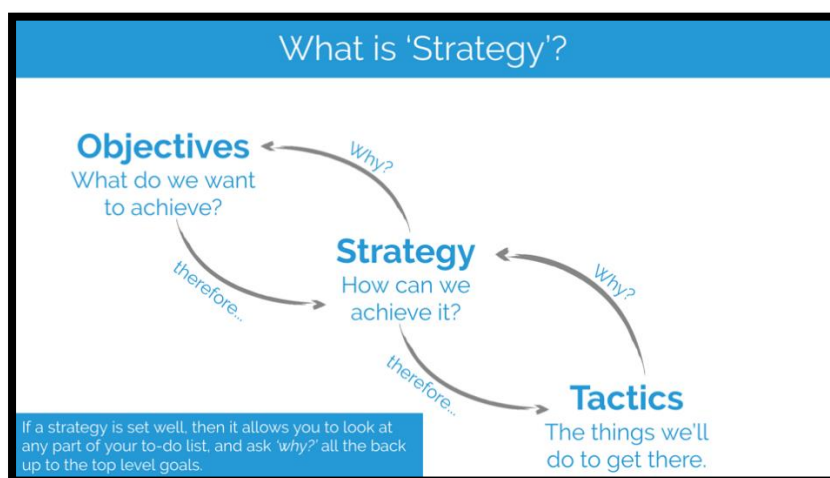 What is ‘Strategy’?
Objectives
What do we want
to achieve?
Why?
therefore...
Strategy
How can we
achieve it?
Why?
therefore...
Tactics
The things we’ll
do to get there.
If a strategy is set well, then it allows you to look at
any part of your to-do list, and ask ‘why?’ all the back
up to the top level goals.